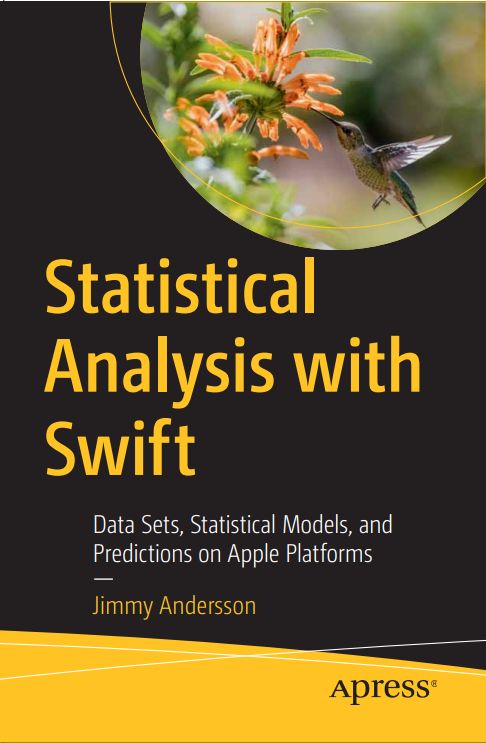 Statistical
Analysis with
Swift
Data Sets, Statistical Models, and
Predictions on Apple Platforms
—
Jimmy Andersson
Apress®